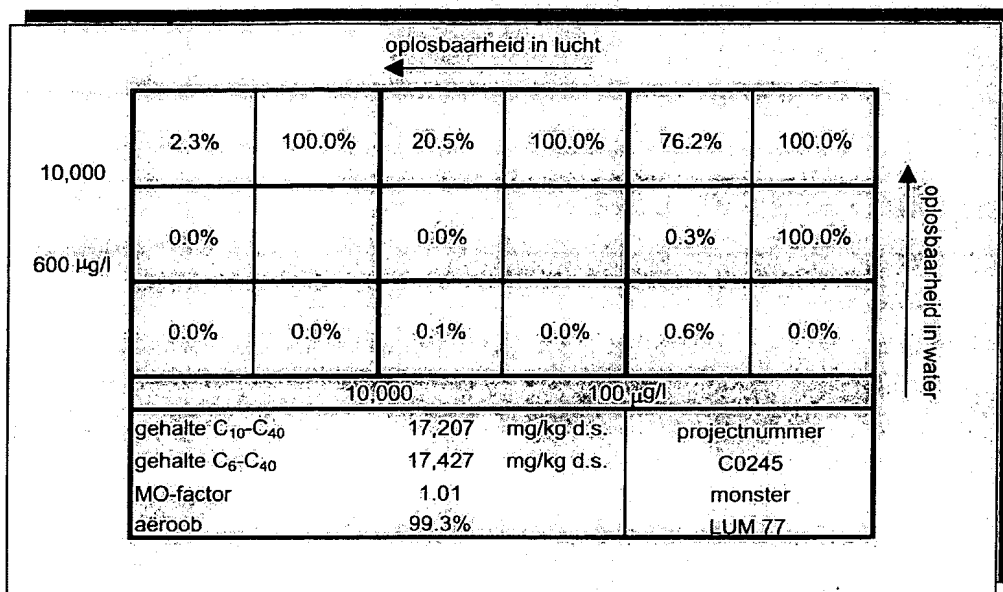 oplosbaarheid in lucht
2.3% 100.0% 20.5% 100.0% 76.2% 100.0%
10,000
0.0% 0.0% 0.3% 100.0%
600 µg/l
0.0% 0.0% 0.1% 0.0% 0.6% 0.0%
oplosbaarheid in water
10,000 100 µg/l
gehalte C₁₀-C₄₀ 17,207 mg/kg d.s.
gehalte C₆-C₄₀ 17,427 mg/kg d.s.
MO-factor 1.01
aëroob 99.3%
projectnummer
C0245
monster
LUM 77